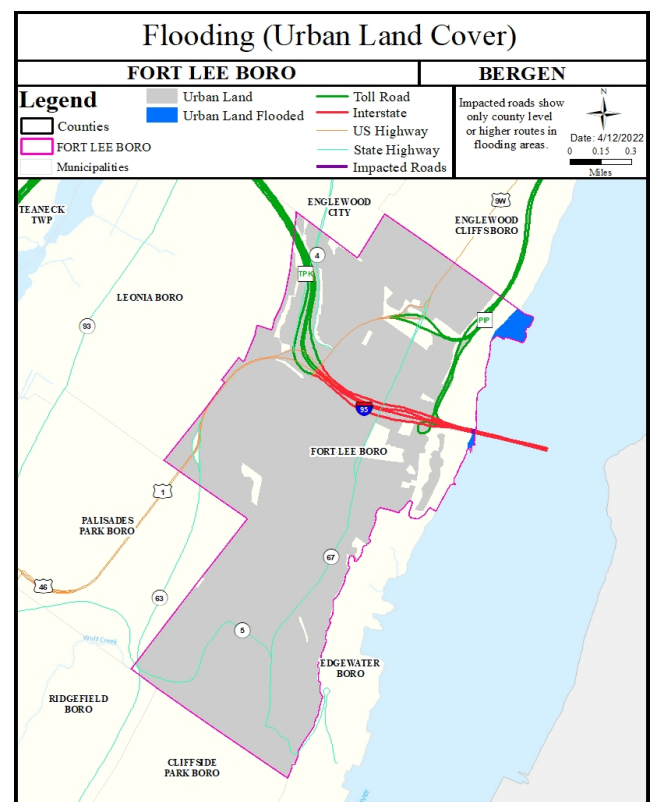 Flooding (Urban Land Cover)
FORT LEE BORO
BERGEN
Legend
Counties
FORT LEE BORO
Municipalities
Urban Land
Urban Land Flooded
Toll Road
Interstate
US Highway
State Highway
Impacted Roads
Impacted roads show
only county level
or higher routes in
flooding areas.
N
Date: 4/12/2022
0 0.15 0.3
Miles
TEANECK
TWP
ENGLEWOOD
CITY
9W
ENGLEWOOD
CLIFFS BORO
4
TPK
LEONIA BORO
93
PIP
95
FORT LEE BORO
1
PALISADES
PARK BORO
67
46
63
5
Wolf Creek
EDGEWATER
BORO
RIDGEFIELD
BORO
CLIFFSIDE
PARK BORO